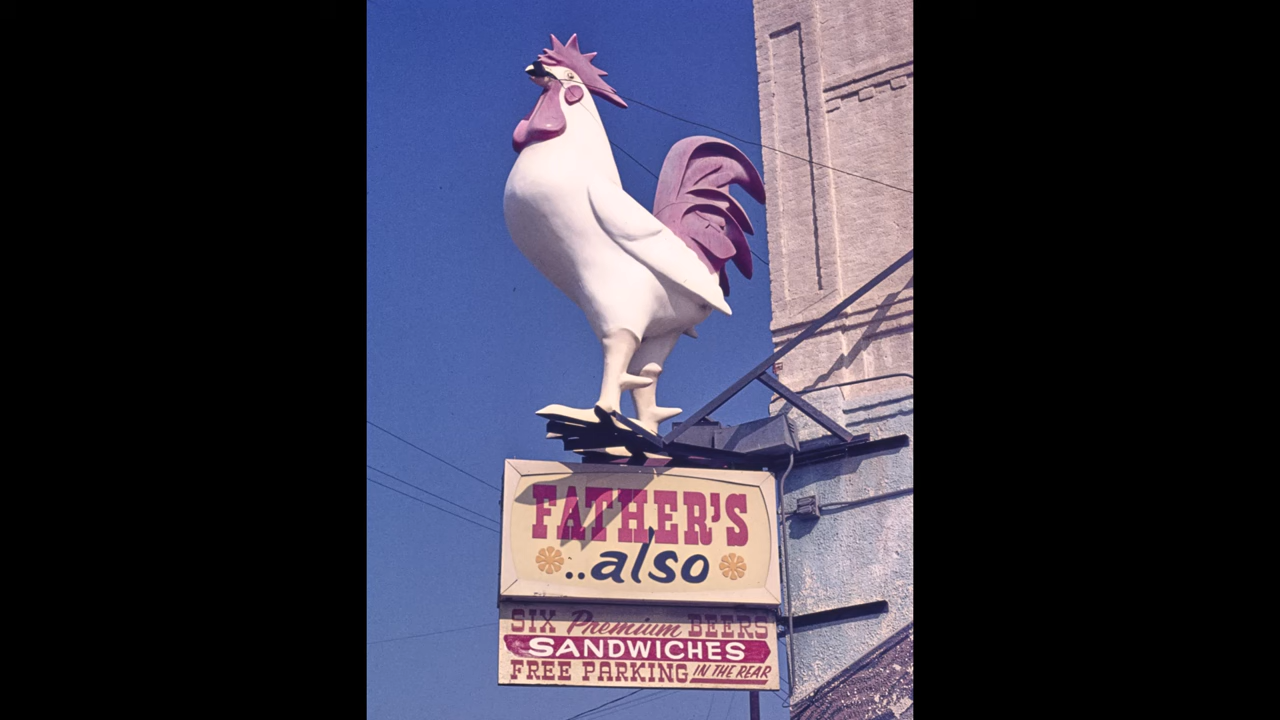 FATHER'S
..also
SIX Premium BEERS
SANDWICHES
FREE PARKING IN THE REAR